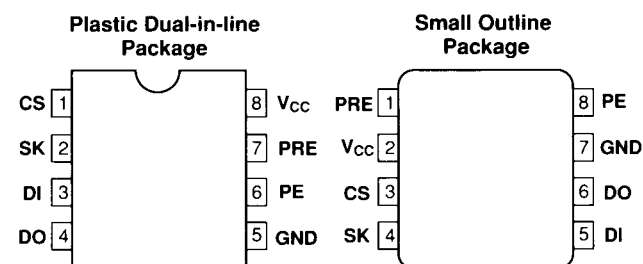 Plastic Dual-in-line
Package
CS 1 8 VCC
SK 2 7 PRE
DI 3 6 PE
DO 4 5 GND
Small Outline
Package
PRE 1 8 PE
VCC 2 7 GND
CS 3 6 DO
SK 4 5 DI